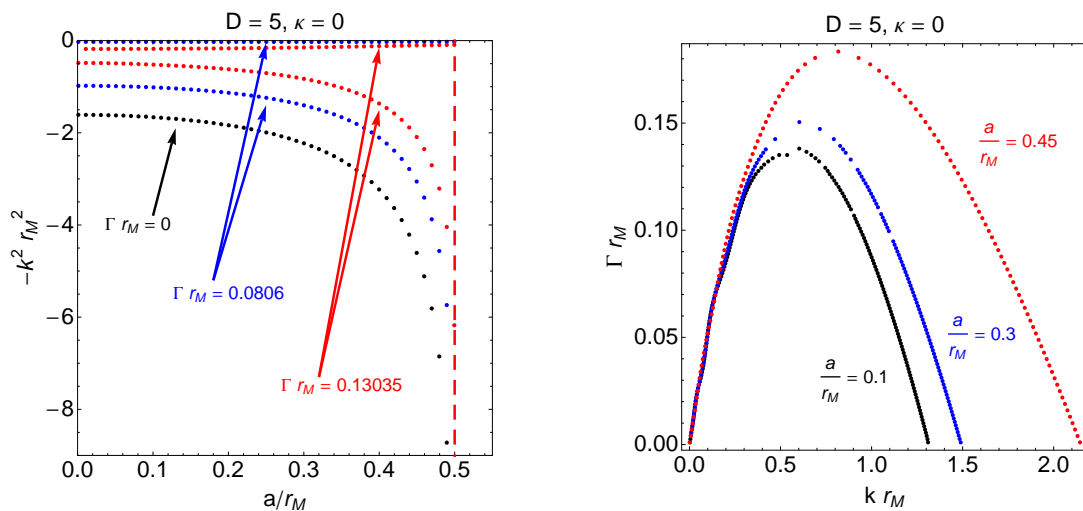 D = 5, κ = 0
0
−2
−4
−6
−8
−k² r_M²
Γ r_M = 0
Γ r_M = 0.0806
Γ r_M = 0.13035
0.0 0.1 0.2 0.3 0.4 0.5
a/r_M
D = 5, κ = 0
0.15
0.10
0.05
0.00
Γ r_M
a/r_M = 0.45
a/r_M = 0.3
a/r_M = 0.1
0.0 0.5 1.0 1.5 2.0
k r_M